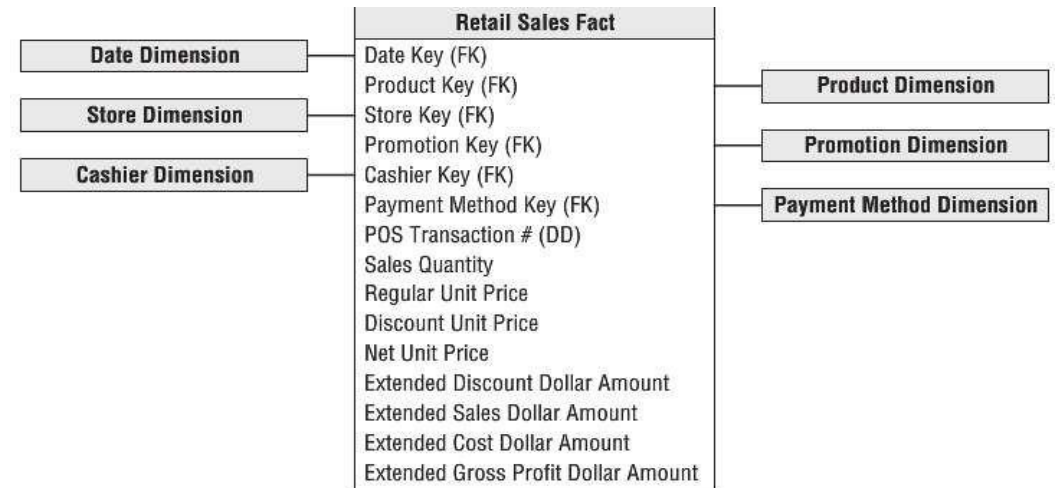 Retail Sales Fact
Date Dimension
Store Dimension
Cashier Dimension
Date Key (FK)
Product Key (FK)
Store Key (FK)
Promotion Key (FK)
Cashier Key (FK)
Payment Method Key (FK)
POS Transaction # (DD)
Sales Quantity
Regular Unit Price
Discount Unit Price
Net Unit Price
Extended Discount Dollar Amount
Extended Sales Dollar Amount
Extended Cost Dollar Amount
Extended Gross Profit Dollar Amount
Product Dimension
Promotion Dimension
Payment Method Dimension